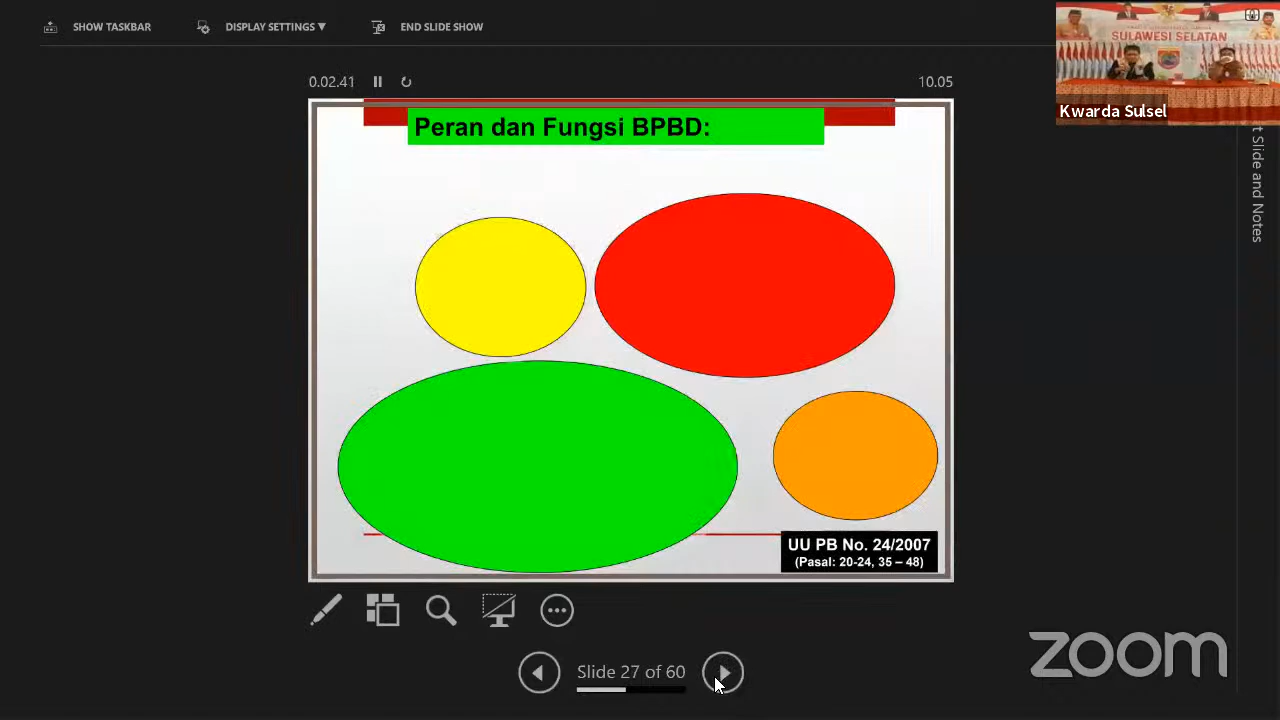 SHOW TASKBAR
DISPLAY SETTINGS ▼
END SLIDE SHOW
SULAWESI SELATAN
Kwarda Sulsel
0.02.41
10.05
Peran dan Fungsi BPBD:
t Slide and Notes
UU PB No. 24/2007
(Pasal: 20-24, 35 – 48)
Slide 27 of 60
zoom